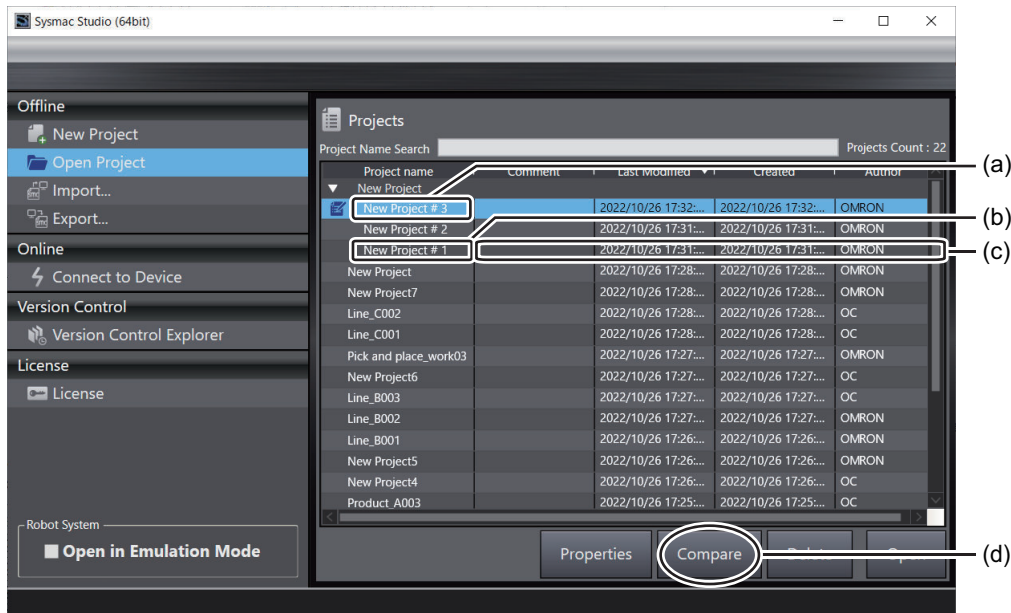 Sysmac Studio (64bit)
Offline
New Project
Open Project
Import...
Export...
Online
Connect to Device
Version Control
Version Control Explorer
License
License
Robot System
Open in Emulation Mode
Projects
Project Name Search Projects Count : 22
Project name Comment Last Modified Created Author
New Project
New Project # 3 2022/10/26 17:32:... 2022/10/26 17:32:... OMRON
New Project # 2 2022/10/26 17:31:... 2022/10/26 17:31:... OMRON
New Project # 1 2022/10/26 17:31:... 2022/10/26 17:31:... OMRON
New Project 2022/10/26 17:28:... 2022/10/26 17:28:... OMRON
New Project7 2022/10/26 17:28:... 2022/10/26 17:28:... OMRON
Line_C002 2022/10/26 17:28:... 2022/10/26 17:28:... OC
Line_C001 2022/10/26 17:28:... 2022/10/26 17:28:... OC
Pick and place_work03 2022/10/26 17:27:... 2022/10/26 17:27:... OMRON
New Project6 2022/10/26 17:27:... 2022/10/26 17:27:... OC
Line_B003 2022/10/26 17:27:... 2022/10/26 17:27:... OC
Line_B002 2022/10/26 17:27:... 2022/10/26 17:27:... OMRON
Line_B001 2022/10/26 17:26:... 2022/10/26 17:26:... OMRON
New Project5 2022/10/26 17:26:... 2022/10/26 17:26:... OMRON
New Project4 2022/10/26 17:26:... 2022/10/26 17:26:... OC
Product_A003 2022/10/26 17:25:... 2022/10/26 17:25:... OC
Properties Compare
(a)
(b)
(c)
(d)